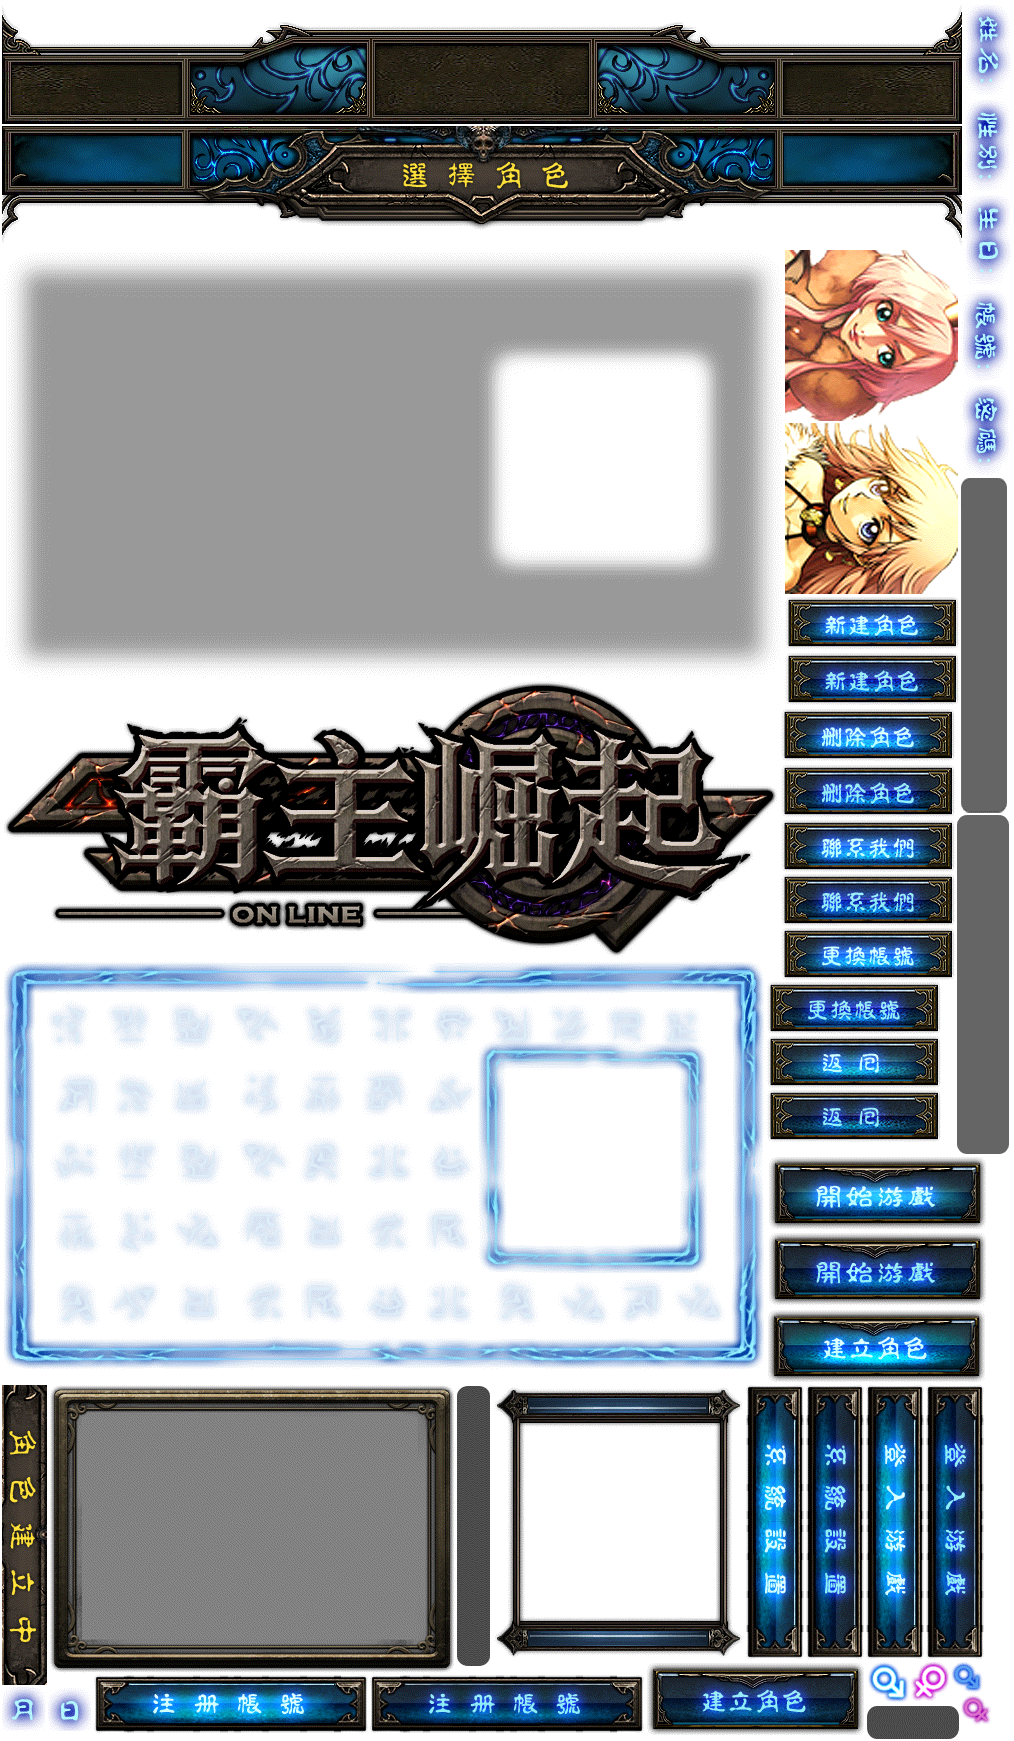 選擇角色
姓名:
性別:
生日
帳號:
密碼:
新建角色
新建角色
刪除角色
刪除角色
霸主崛起
ON LINE
聯系我們
聯系我們
更換帳號
更換帳號
返回
返回
開始游戲
開始游戲
建立角色
角色建立中
系統設置
系統設置
登入游戲
登入游戲
月
日
注册帳號
注册帳號
建立角色